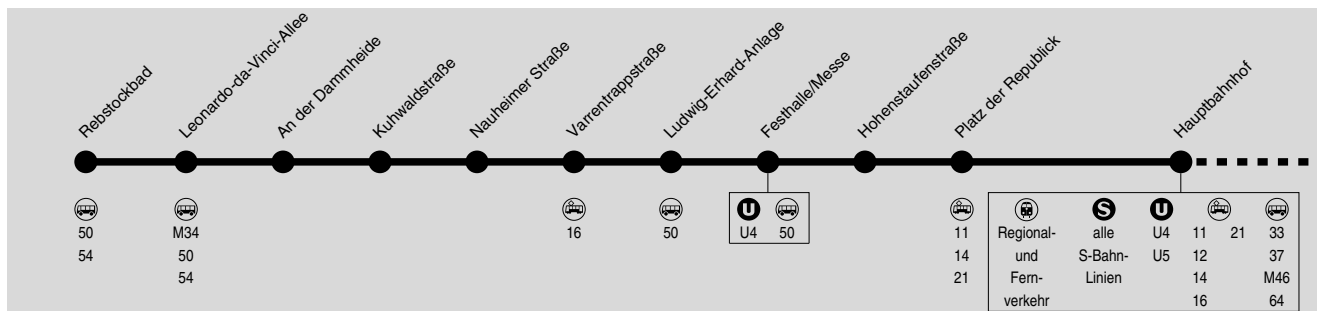 Rebstockbad
Leonardo-da-Vinci-Allee
An der Dammheide
Kuhwaldstraße
Nauheimer Straße
Varrentrappstraße
Ludwig-Erhard-Anlage
Festhalle/Messe
Hohenstaufenstraße
Platz der Republick
Hauptbahnhof
50
54
M34
50
54
16
50
U
U4 50
11
14
21
S U
Regional- alle U4 11 21 33
und S-Bahn- U5 12 37
Fern- Linien 14 M46
verkehr 16 64